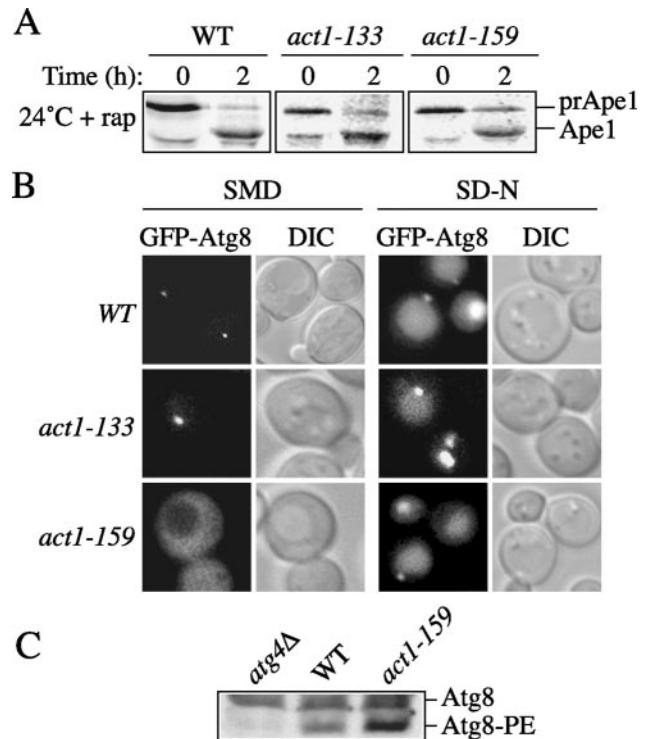 A
WT act1-133 act1-159
Time (h): 0 2 0 2 0 2
24°C + rap
prApe1
Ape1
B
SMD SD-N
GFP-Atg8 DIC GFP-Atg8 DIC
WT
act1-133
act1-159
C
atg4Δ WT act1-159
Atg8
Atg8-PE